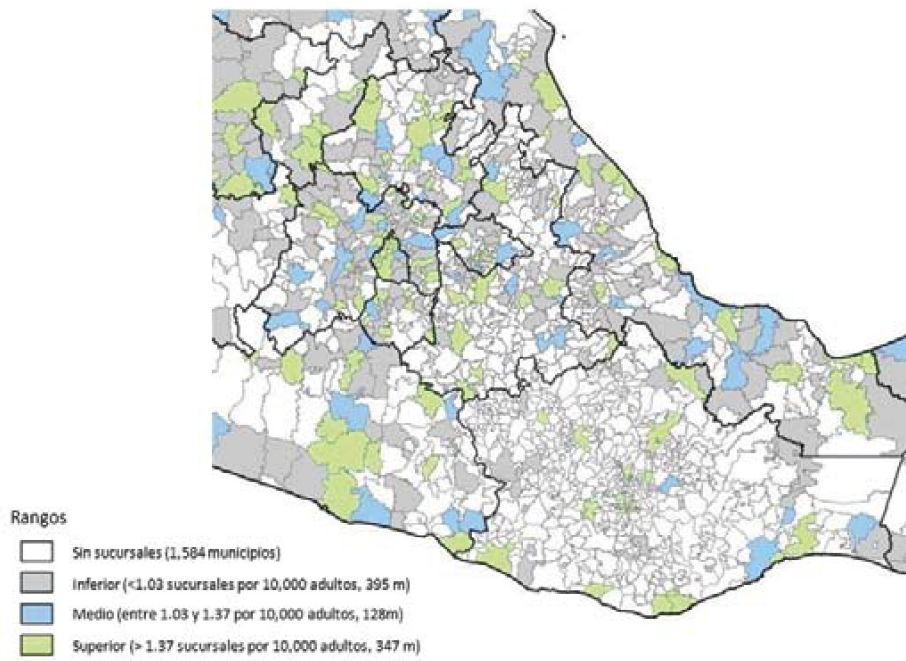 Rangos
Sin sucursales (1,584 municipios)
Inferior (<1.03 sucursales por 10,000 adultos, 395 m)
Medio (entre 1.03 y 1.37 por 10,000 adultos, 128m)
Superior (> 1.37 sucursales por 10,000 adultos, 347 m)